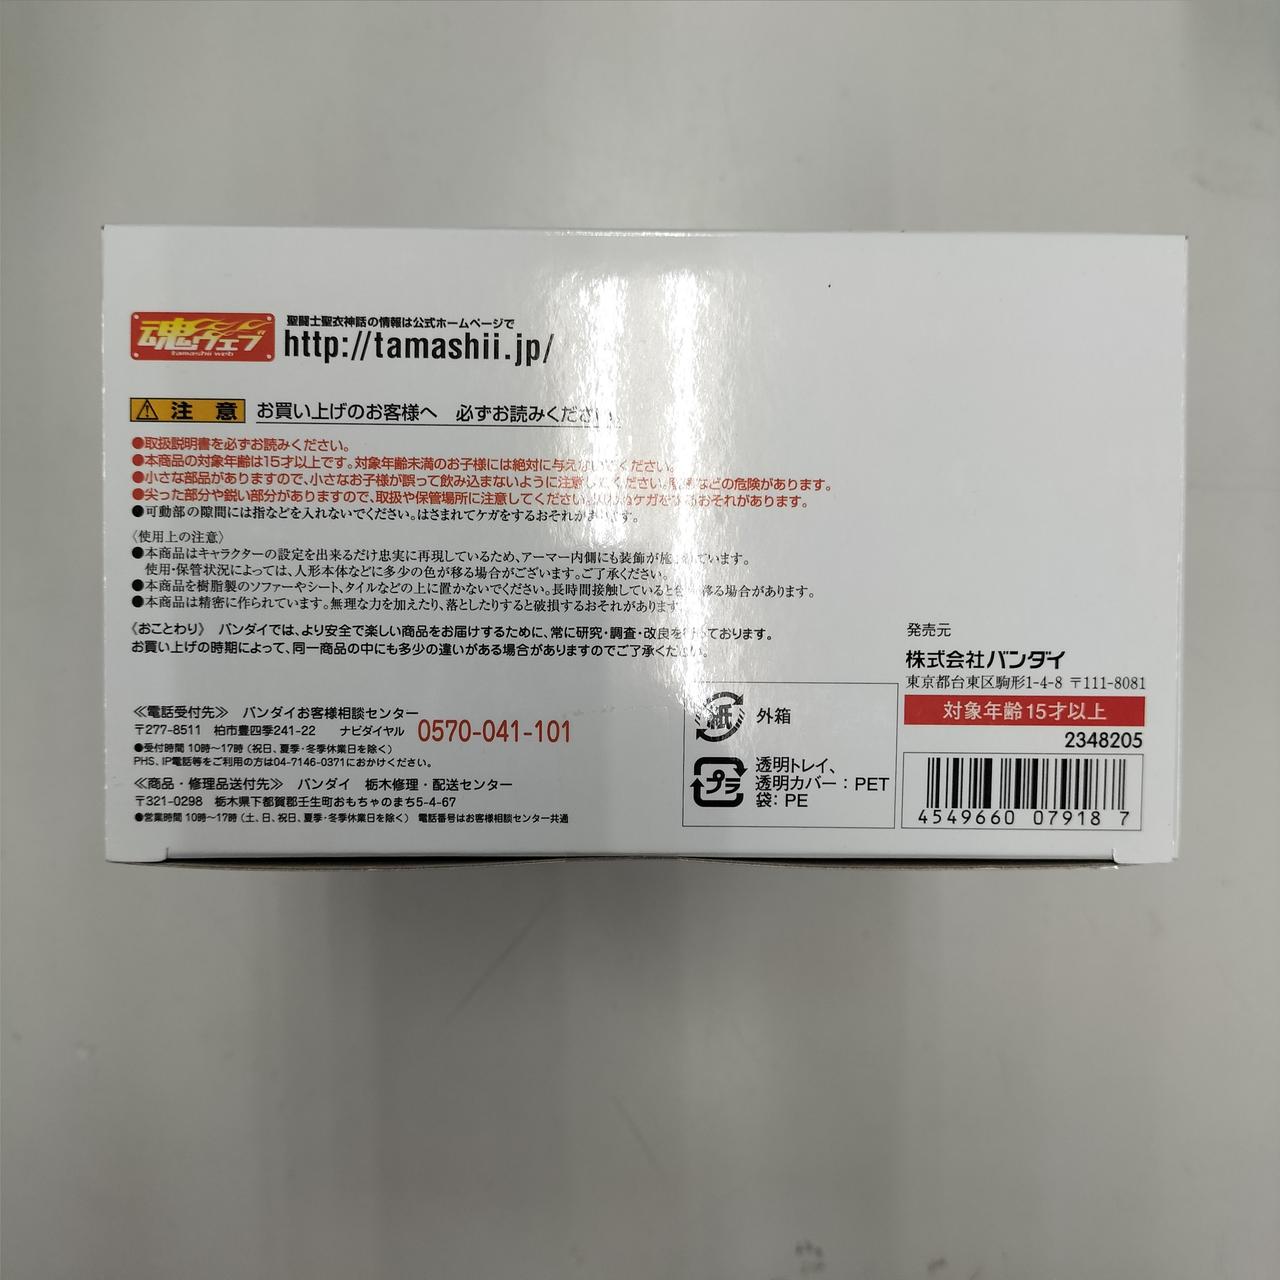 魂ウェブ
tamashii web
聖闘士聖衣神話の情報は公式ホームページで
http://tamashii.jp/
注 意 お買い上げのお客様へ 必ずお読みください。
●取扱説明書を必ずお読みください。
●本商品の対象年齢は15才以上です。対象年齢未満のお子様には絶対に与えないでください。
●小さな部品がありますので、小さなお子様が誤って飲み込まないように注意してください。窒息などの危険があります。
●尖った部分や鋭い部分がありますので、取扱や保管場所に注意してください。思わぬケガをするおそれがあります。
●可動部の隙間には指などを入れないでください。はさまれてケガをするおそれがあります。
〈使用上の注意〉
●本商品はキャラクターの設定を出来るだけ忠実に再現しているため、アーマー内側にも装飾が施されています。
使用・保管状況によっては、人形本体などに多少の色が移る場合がございます。ご了承ください。
●本商品を樹脂製のソファーやシート、タイルなどの上に置かないでください。長時間接触していると色が移る場合があります。
●本商品は精密に作られています。無理な力を加えたり、落としたりすると破損するおそれがあります。
《おことわり》 バンダイでは、より安全で楽しい商品をお届けするために、常に研究・調査・改良を行っております。
お買い上げの時期によって、同一商品の中にも多少の違いがある場合がありますのでご了承ください。
≪電話受付先≫ バンダイお客様相談センター
〒277-8511 柏市豊四季241-22 ナビダイヤル 0570-041-101
●受付時間 10時〜17時（祝日、夏季・冬季休業日を除く）
PHS、IP電話等をご利用の方は04-7146-0371におかけください。
≪商品・修理品送付先≫ バンダイ 栃木修理・配送センター
〒321-0298 栃木県下都賀郡壬生町おもちゃのまち5-4-67
●営業時間 10時〜17時（土、日、祝日、夏季・冬季休業日を除く） 電話番号はお客様相談センター共通
紙 外箱
プラ 透明トレイ、
透明カバー：PET
袋：PE
発売元
株式会社バンダイ
東京都台東区駒形1-4-8 〒111-8081
対象年齢15才以上
2348205
4549660 07918 7